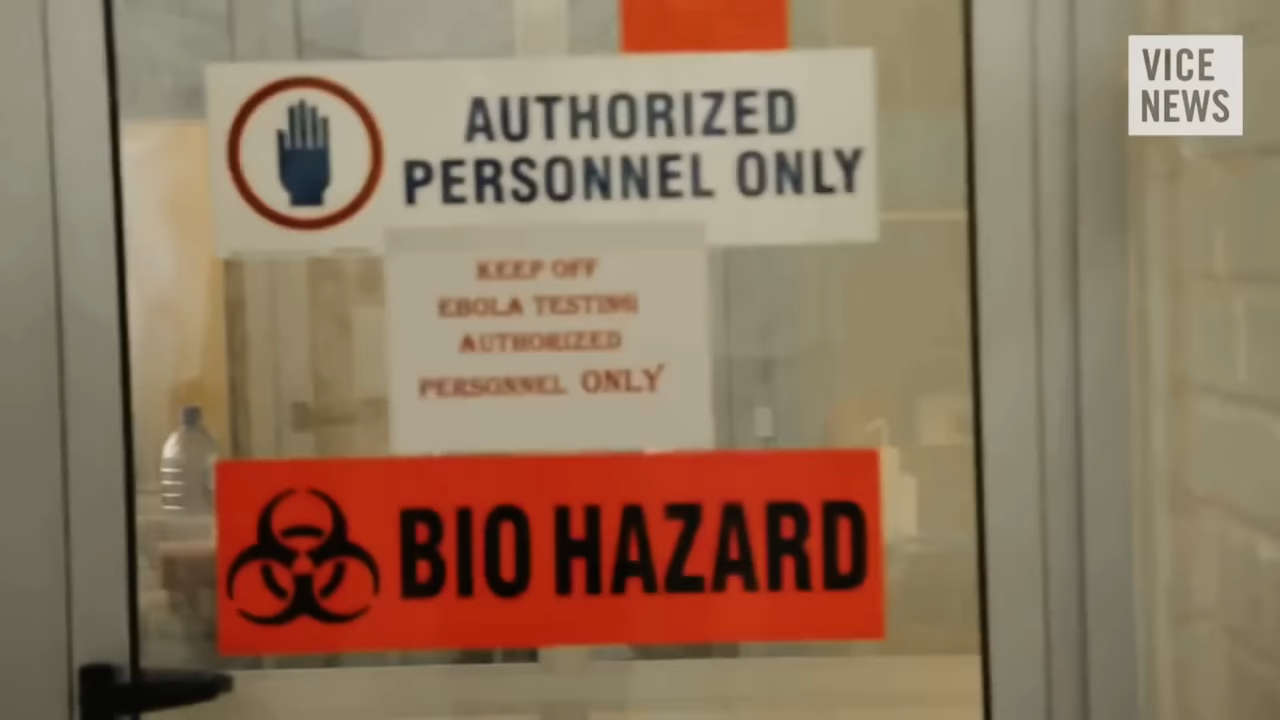 AUTHORIZED
PERSONNEL ONLY
KEEP OFF
EBOLA TESTING
AUTHORIZED
PERSONNEL ONLY
BIO HAZARD
VICE
NEWS